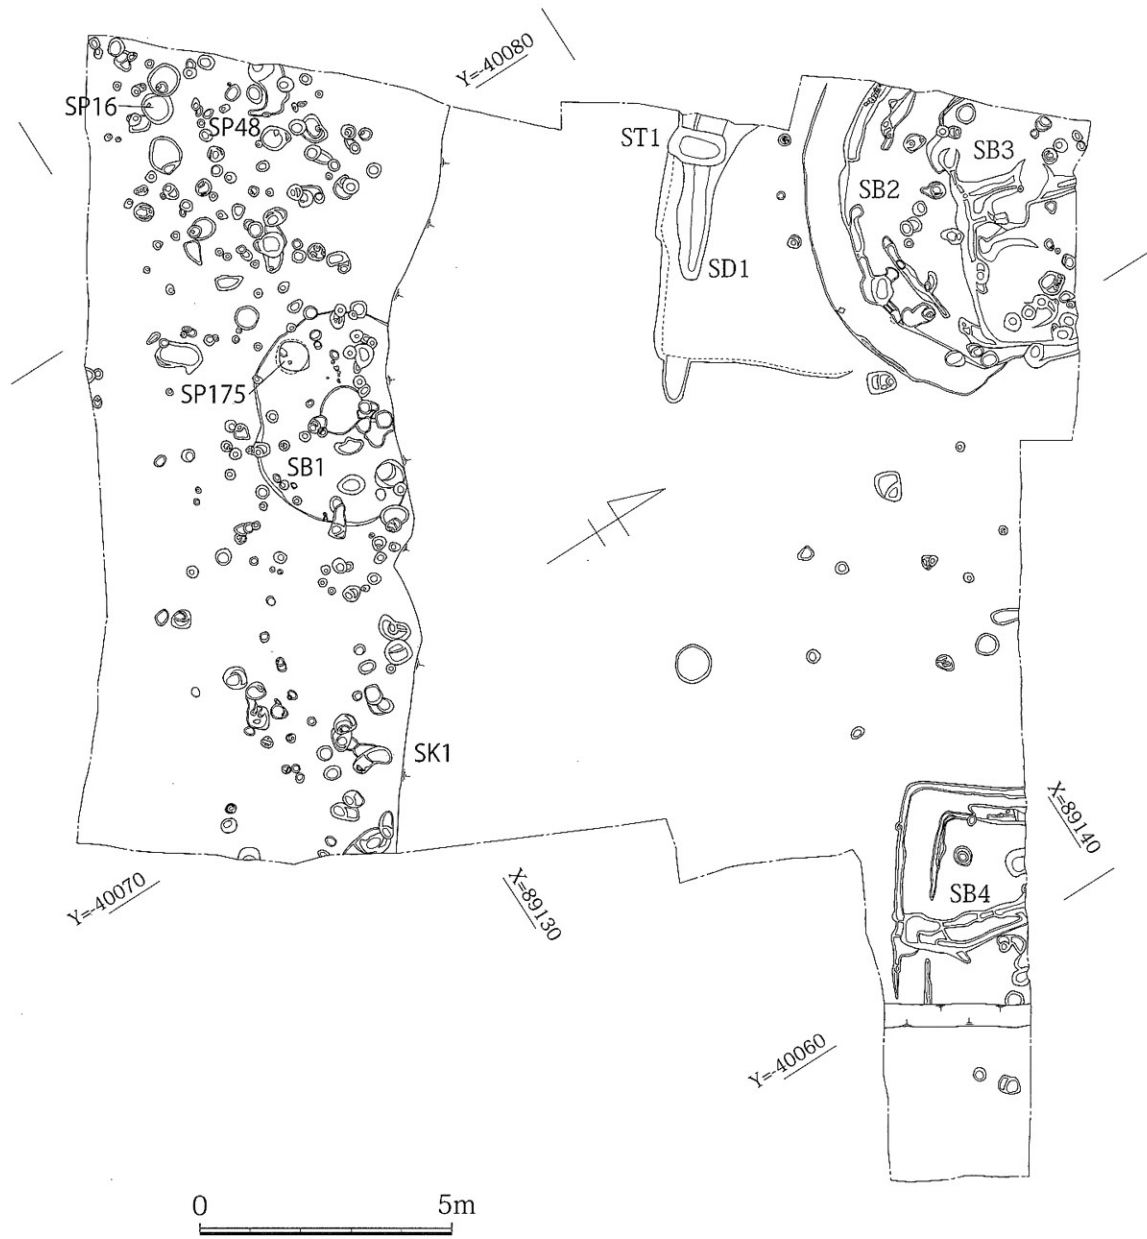 Y=-40080
SP16
SP48
ST1
SB3
SB2
SD1
SP175
SB1
SK1
X=89140
Y=-40070
X=89130
SB4
Y=-40060
0 5m